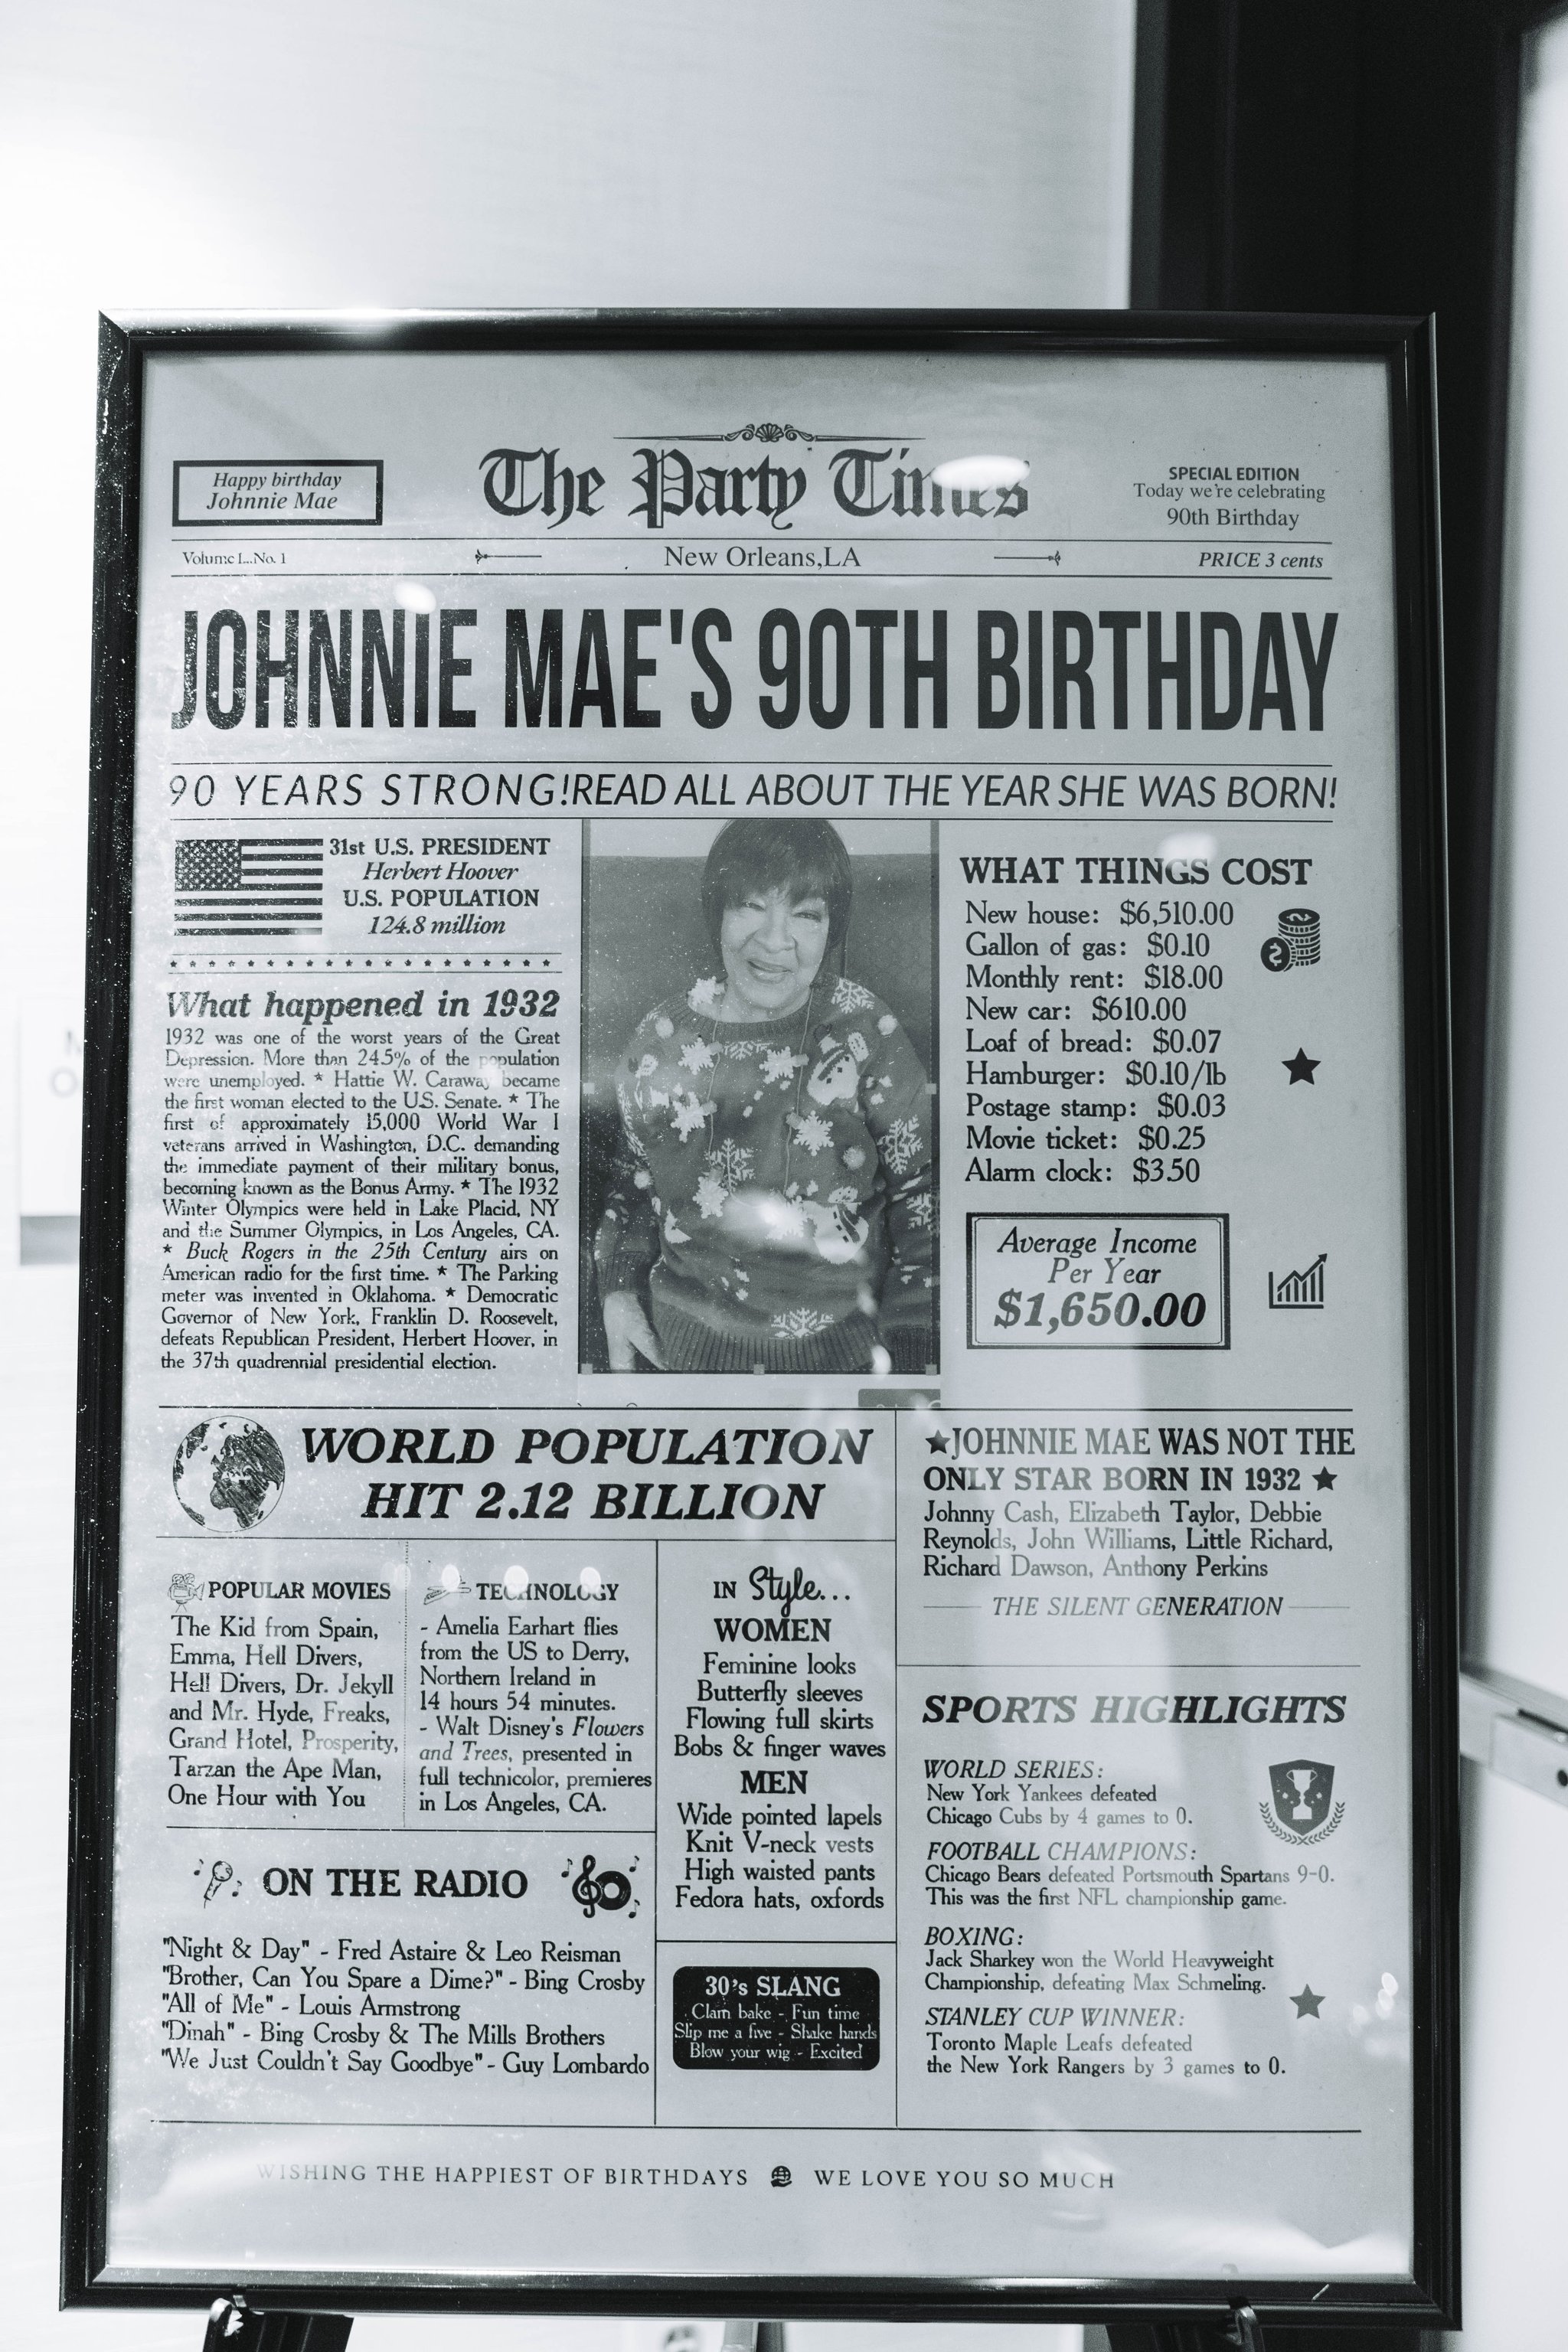 Happy birthday
Johnnie Mae
The Party Times
SPECIAL EDITION
Today we're celebrating
90th Birthday
Volume I...No. 1
New Orleans,LA
PRICE 3 cents
JOHNNIE MAE'S 90TH BIRTHDAY
90 YEARS STRONG!READ ALL ABOUT THE YEAR SHE WAS BORN!
31st U.S. PRESIDENT
Herbert Hoover
U.S. POPULATION
124.8 million
What happened in 1932
1932 was one of the worst years of the Great
Depression. More than 24.5% of the population
were unemployed. * Hattie W. Caraway became
the first woman elected to the U.S. Senate. * The
first of approximately 15,000 World War I
veterans arrived in Washington, D.C. demanding
the immediate payment of their military bonus,
becoming known as the Bonus Army. * The 1932
Winter Olympics were held in Lake Placid, NY
and the Summer Olympics, in Los Angeles, CA.
* Buck Rogers in the 25th Century airs on
American radio for the first time. * The Parking
meter was invented in Oklahoma. * Democratic
Governor of New York, Franklin D. Roosevelt,
defeats Republican President, Herbert Hoover, in
the 37th quadrennial presidential election.
WHAT THINGS COST
New house: $6,510.00
Gallon of gas: $0.10
Monthly rent: $18.00
New car: $610.00
Loaf of bread: $0.07
Hamburger: $0.10/lb
Postage stamp: $0.03
Movie ticket: $0.25
Alarm clock: $3.50
Average Income
Per Year
$1,650.00
WORLD POPULATION
HIT 2.12 BILLION
★JOHNNIE MAE WAS NOT THE
ONLY STAR BORN IN 1932 ★
Johnny Cash, Elizabeth Taylor, Debbie
Reynolds, John Williams, Little Richard,
Richard Dawson, Anthony Perkins
THE SILENT GENERATION
POPULAR MOVIES
The Kid from Spain,
Emma, Hell Divers,
Hell Divers, Dr. Jekyll
and Mr. Hyde, Freaks,
Grand Hotel, Prosperity,
Tarzan the Ape Man,
One Hour with You
TECHNOLOGY
- Amelia Earhart flies
from the US to Derry,
Northern Ireland in
14 hours 54 minutes.
- Walt Disney's Flowers
and Trees, presented in
full technicolor, premieres
in Los Angeles, CA.
IN Style...
WOMEN
Feminine looks
Butterfly sleeves
Flowing full skirts
Bobs & finger waves
MEN
Wide pointed lapels
Knit V-neck vests
High waisted pants
Fedora hats, oxfords
ON THE RADIO
"Night & Day" - Fred Astaire & Leo Reisman
"Brother, Can You Spare a Dime?" - Bing Crosby
"All of Me" - Louis Armstrong
"Dinah" - Bing Crosby & The Mills Brothers
"We Just Couldn't Say Goodbye" - Guy Lombardo
30's SLANG
Clam bake - Fun time
Slip me a five - Shake hands
Blow your wig - Excited
SPORTS HIGHLIGHTS
WORLD SERIES:
New York Yankees defeated
Chicago Cubs by 4 games to 0.
FOOTBALL CHAMPIONS:
Chicago Bears defeated Portsmouth Spartans 9-0.
This was the first NFL championship game.
BOXING:
Jack Sharkey won the World Heavyweight
Championship, defeating Max Schmeling.
STANLEY CUP WINNER:
Toronto Maple Leafs defeated
the New York Rangers by 3 games to 0.
WISHING THE HAPPIEST OF BIRTHDAYS WE LOVE YOU SO MUCH